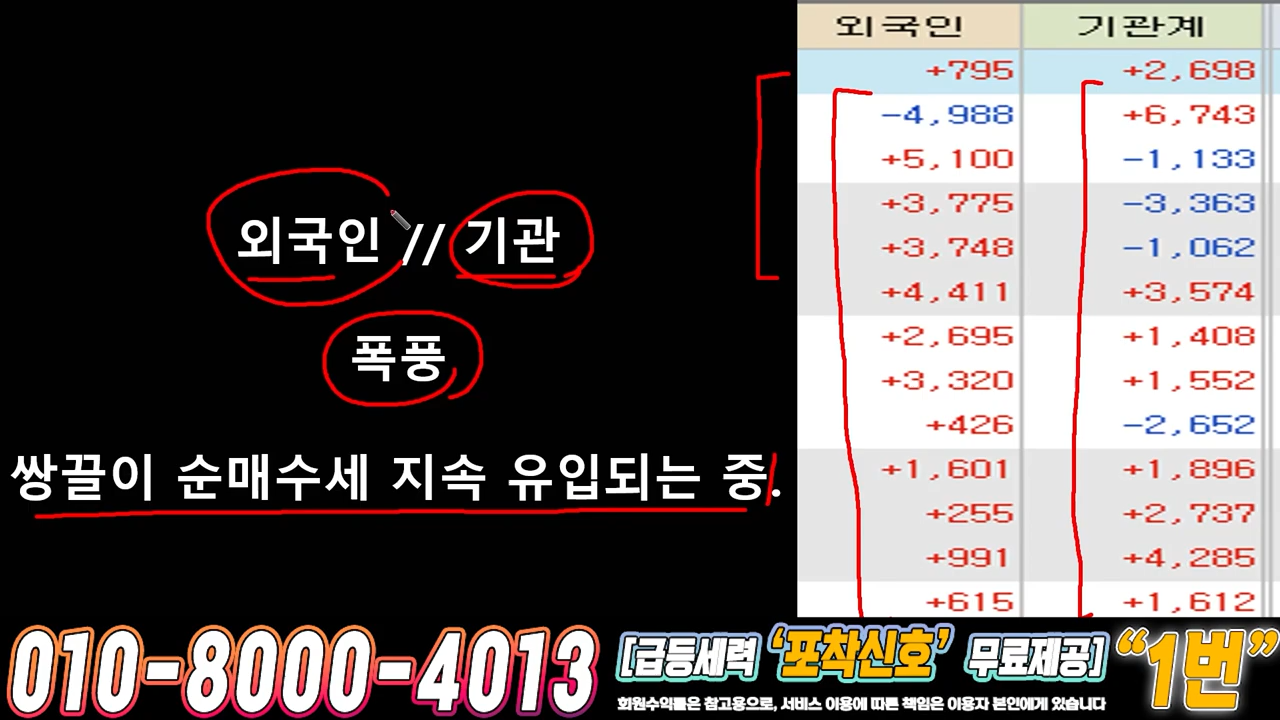 외국인 // 기관
폭풍
쌍끌이 순매수세 지속 유입되는 중.
외국인 기관계
+795 +2,698
-4,988 +6,743
+5,100 -1,133
+3,775 -3,363
+3,748 -1,062
+4,411 +3,574
+2,695 +1,408
+3,320 +1,552
+426 -2,652
+1,601 +1,896
+255 +2,737
+991 +4,285
+615 +1,612
010-8000-4013 [급등세력 '포착신호' 무료제공] "1번"
회원수익률은 참고용으로, 서비스 이용에 따른 책임은 이용자 본인에게 있습니다